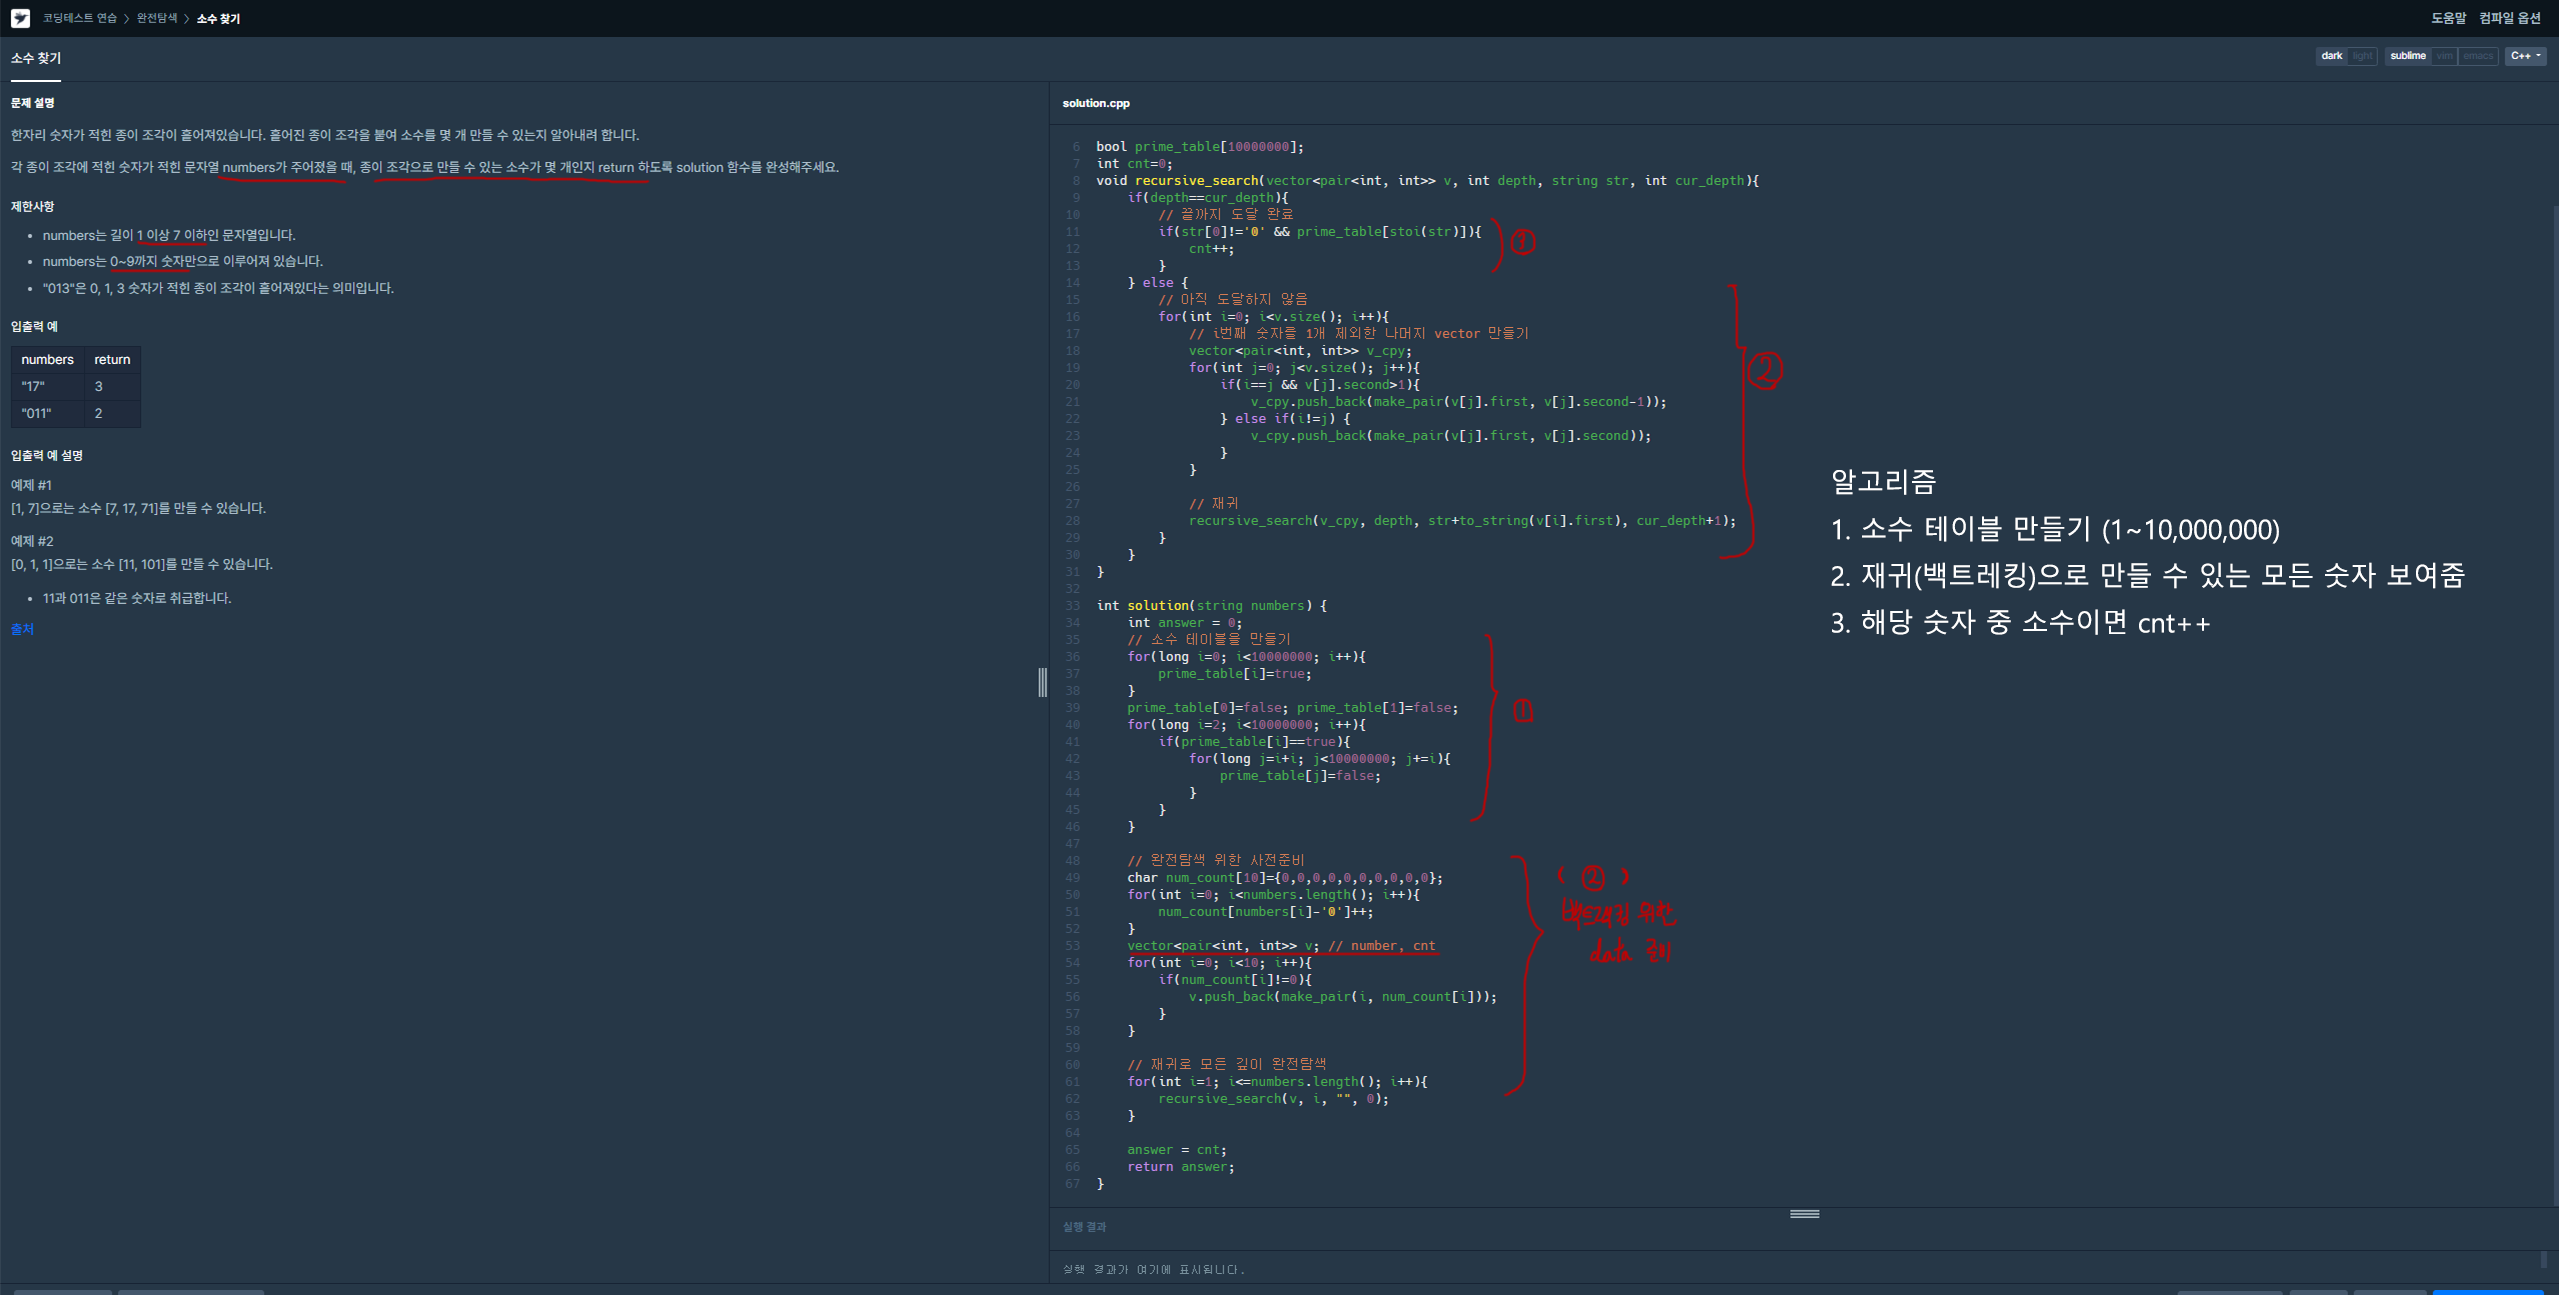 코딩테스트 연습 > 완전탐색 > 소수 찾기
도움말 컴파일 옵션
소수 찾기
dark light sublime vim emacs C++
문제 설명
한자리 숫자가 적힌 종이 조각이 흩어져있습니다. 흩어진 종이 조각을 붙여 소수를 몇 개 만들 수 있는지 알아내려 합니다.
각 종이 조각에 적힌 숫자가 적힌 문자열 numbers가 주어졌을 때, 종이 조각으로 만들 수 있는 소수가 몇 개인지 return 하도록 solution 함수를 완성해주세요.
제한사항
• numbers는 길이 1 이상 7 이하인 문자열입니다.
• numbers는 0~9까지 숫자만으로 이루어져 있습니다.
• "013"은 0, 1, 3 숫자가 적힌 종이 조각이 흩어져있다는 의미입니다.
입출력 예
numbers return
"17" 3
"011" 2
입출력 예 설명
예제 #1
[1, 7]으로는 소수 [7, 17, 71]를 만들 수 있습니다.
예제 #2
[0, 1, 1]으로는 소수 [11, 101]를 만들 수 있습니다.
• 11과 011은 같은 숫자로 취급합니다.
출처
solution.cpp
6 bool prime_table[10000000];
7 int cnt=0;
8 void recursive_search(vector<pair<int, int>> v, int depth, string str, int cur_depth){
9     if(depth==cur_depth){
10         // 끝까지 도달 완료
11         if(str[0]!='0' && prime_table[stoi(str)]){
12             cnt++;
13         }
14     } else {
15         // 아직 도달하지 않음
16         for(int i=0; i<v.size(); i++){
17             // i번째 숫자를 1개 제외한 나머지 vector 만들기
18             vector<pair<int, int>> v_cpy;
19             for(int j=0; j<v.size(); j++){
20                 if(i==j && v[j].second>1){
21                     v_cpy.push_back(make_pair(v[j].first, v[j].second-1));
22                 } else if(i!=j) {
23                     v_cpy.push_back(make_pair(v[j].first, v[j].second));
24                 }
25             }
26
27             // 재귀
28             recursive_search(v_cpy, depth, str+to_string(v[i].first), cur_depth+1);
29         }
30     }
31 }
32
33 int solution(string numbers) {
34     int answer = 0;
35     // 소수 테이블을 만들기
36     for(long i=0; i<10000000; i++){
37         prime_table[i]=true;
38     }
39     prime_table[0]=false; prime_table[1]=false;
40     for(long i=2; i<10000000; i++){
41         if(prime_table[i]==true){
42             for(long j=i+i; j<10000000; j+=i){
43                 prime_table[j]=false;
44             }
45         }
46     }
47
48     // 완전탐색 위한 사전준비
49     char num_count[10]={0,0,0,0,0,0,0,0,0,0};
50     for(int i=0; i<numbers.length(); i++){
51         num_count[numbers[i]-'0']++;
52     }
53     vector<pair<int, int>> v; // number, cnt
54     for(int i=0; i<10; i++){
55         if(num_count[i]!=0){
56             v.push_back(make_pair(i, num_count[i]));
57         }
58     }
59
60     // 재귀로 모든 깊이 완전탐색
61     for(int i=1; i<=numbers.length(); i++){
62         recursive_search(v, i, "", 0);
63     }
64
65     answer = cnt;
66     return answer;
67 }
③
②
①
( ② )
백트래킹 위한
data 준비
알고리즘
1. 소수 테이블 만들기 (1~10,000,000)
2. 재귀(백트레킹)으로 만들 수 있는 모든 숫자 보여줌
3. 해당 숫자 중 소수이면 cnt++
실행 결과
실행 결과가 여기에 표시됩니다.